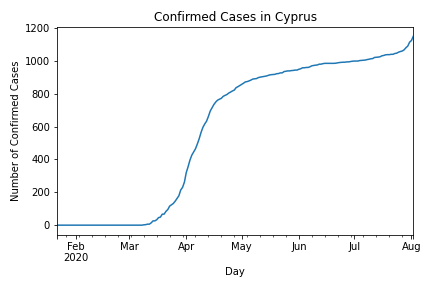 Confirmed Cases in Cyprus
Number of Confirmed Cases
1200
1000
800
600
400
200
0
Feb Mar Apr May Jun Jul Aug
2020
Day